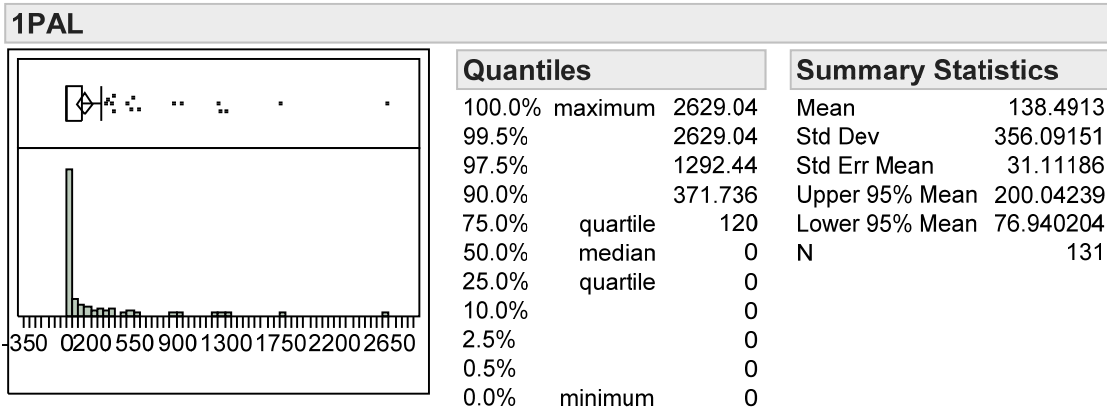 1PAL
-350 0200 550 900 1300 1750 2200 2650
Quantiles
100.0% maximum 2629.04
99.5% 2629.04
97.5% 1292.44
90.0% 371.736
75.0% quartile 120
50.0% median 0
25.0% quartile 0
10.0% 0
2.5% 0
0.5% 0
0.0% minimum 0
Summary Statistics
Mean 138.4913
Std Dev 356.09151
Std Err Mean 31.11186
Upper 95% Mean 200.04239
Lower 95% Mean 76.940204
N 131